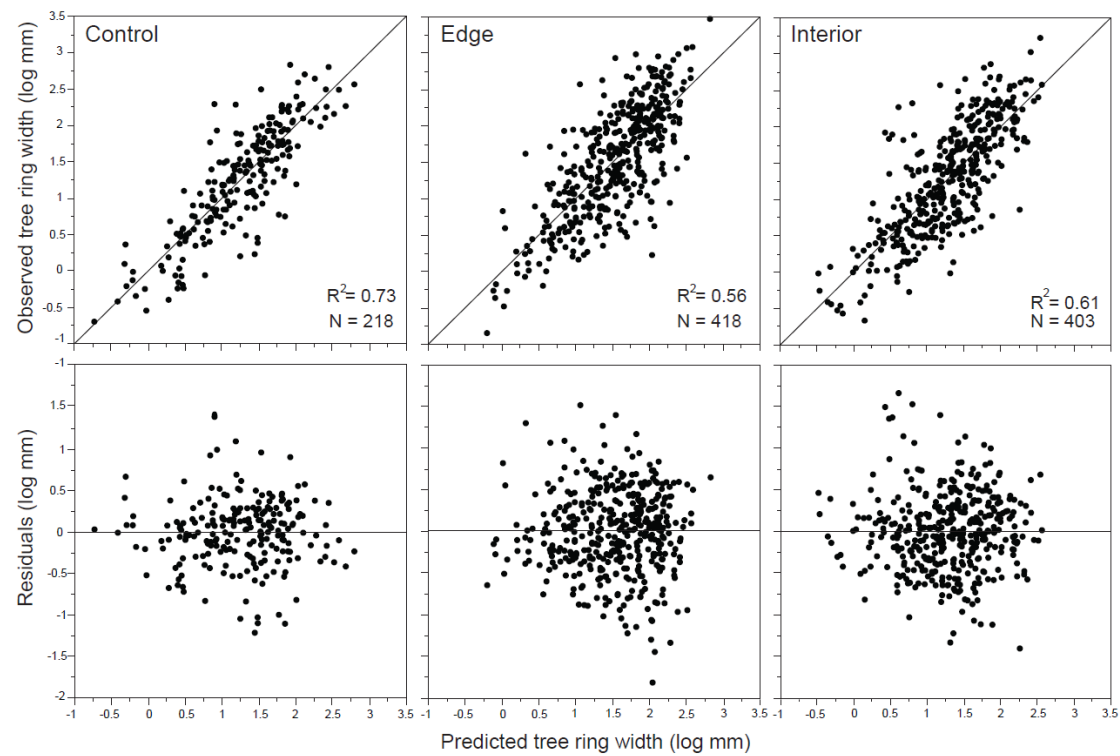 Control
Edge
Interior
Observed tree ring width (log mm)
3.5
3
2.5
2
1.5
1
0.5
0
-0.5
-1
R²= 0.73
N = 218
R²= 0.56
N = 418
R²= 0.61
N = 403
Residuals (log mm)
-1
1.5
1
0.5
0
-0.5
-1
-1.5
-2
-1 -0.5 0 0.5 1 1.5 2 2.5 3 3.5
-1 -0.5 0 0.5 1 1.5 2 2.5 3 3.5
-1 -0.5 0 0.5 1 1.5 2 2.5 3 3.5
Predicted tree ring width (log mm)